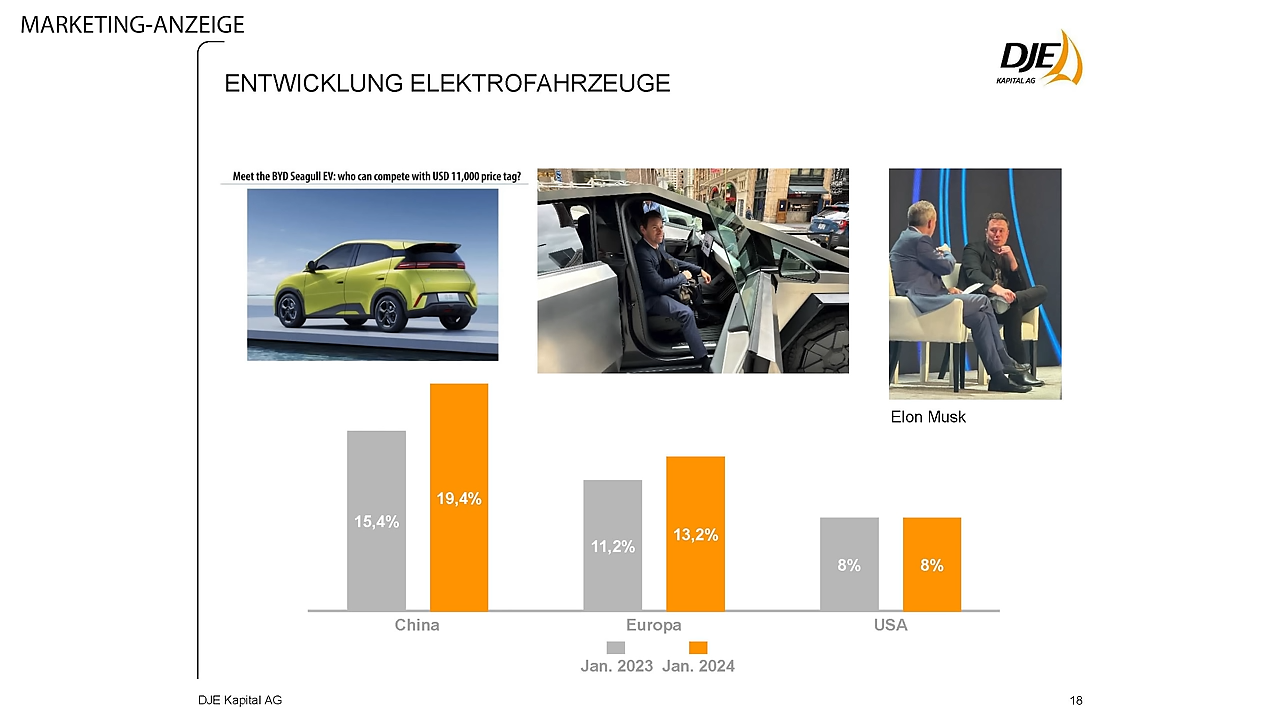 MARKETING-ANZEIGE
DJE
KAPITAL AG
ENTWICKLUNG ELEKTROFAHRZEUGE
Meet the BYD Seagull EV: who can compete with USD 11,000 price tag?
Elon Musk
15,4%
19,4%
11,2%
13,2%
8%
8%
China
Europa
USA
Jan. 2023
Jan. 2024
DJE Kapital AG
18